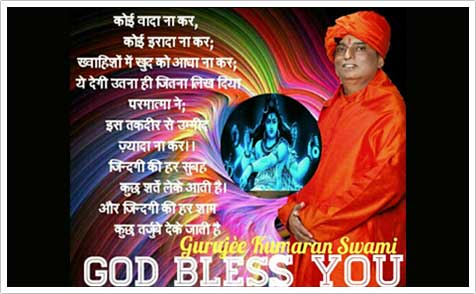 कोई वादा ना कर,
कोई इरादा ना कर;
ख्वाहिशों में खुद को आधा ना कर;
ये देगी उतना ही जितना लिख दिया
परमात्मा ने;
इस तकदीर से उम्मीद
ज़्यादा ना कर।।
जिन्दगी की हर सुबह
कुछ शर्ते लेके आती है।
और जिन्दगी की हर शाम
कुछ तर्जुबे देके जाती है
Gurujee Kumaran Swami
GOD BLESS YOU